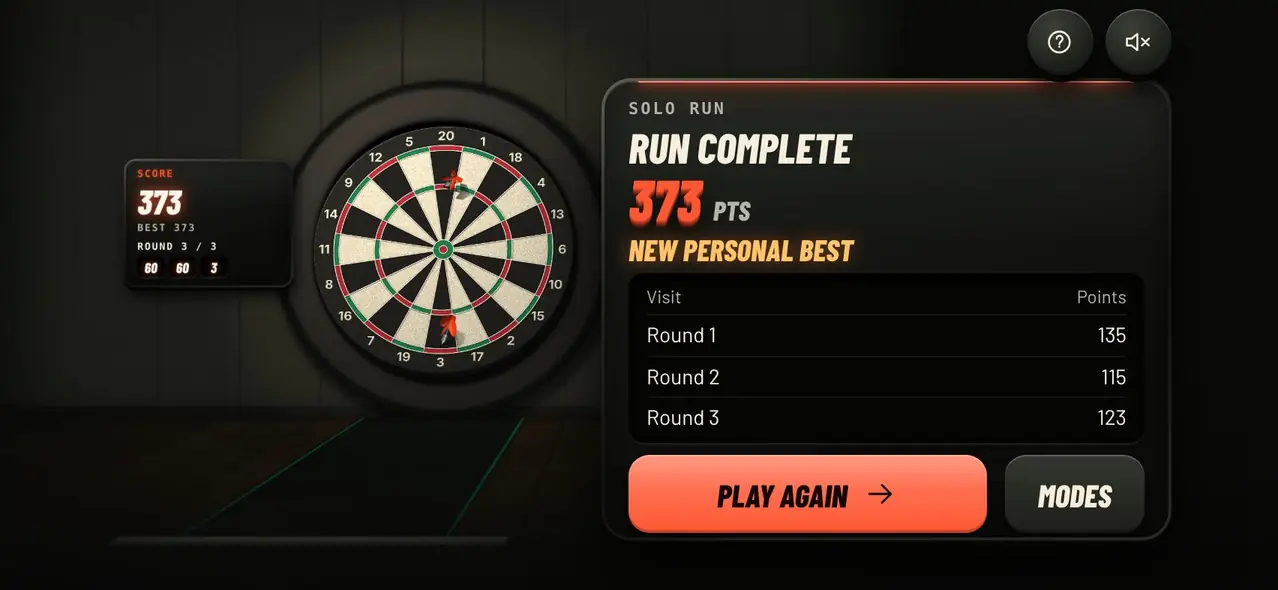 SCORE
373
BEST 373
ROUND 3 / 3
60 60 3
20
1
18
4
13
6
10
15
2
17
3
19
7
16
8
11
14
9
12
5
SOLO RUN
RUN COMPLETE
373 PTS
NEW PERSONAL BEST
Visit Points
Round 1 135
Round 2 115
Round 3 123
PLAY AGAIN →
MODES